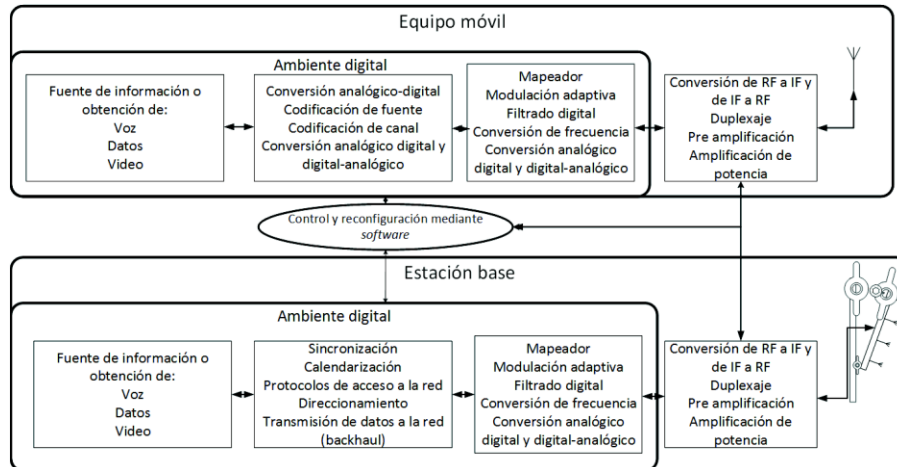 Equipo móvil
Ambiente digital
Fuente de información o
obtención de:
Voz
Datos
Video
Conversión analógico-digital
Codificación de fuente
Codificación de canal
Conversión analógico digital y
digital-analógico
Mapeador
Modulación adaptiva
Filtrado digital
Conversión de frecuencia
Conversión analógico
digital y digital-analógico
Conversión de RF a IF y
de IF a RF
Duplexaje
Pre amplificación
Amplificación de
potencia
Control y reconfiguración mediante
software
Estación base
Ambiente digital
Fuente de información o
obtención de:
Voz
Datos
Video
Sincronización
Calendarización
Protocolos de acceso a la red
Direccionamiento
Transmisión de datos a la red
(backhaul)
Mapeador
Modulación adaptiva
Filtrado digital
Conversión de frecuencia
Conversión analógico
digital y digital-analógico
Conversión de RF a IF y
de IF a RF
Duplexaje
Pre amplificación
Amplificación de
potencia